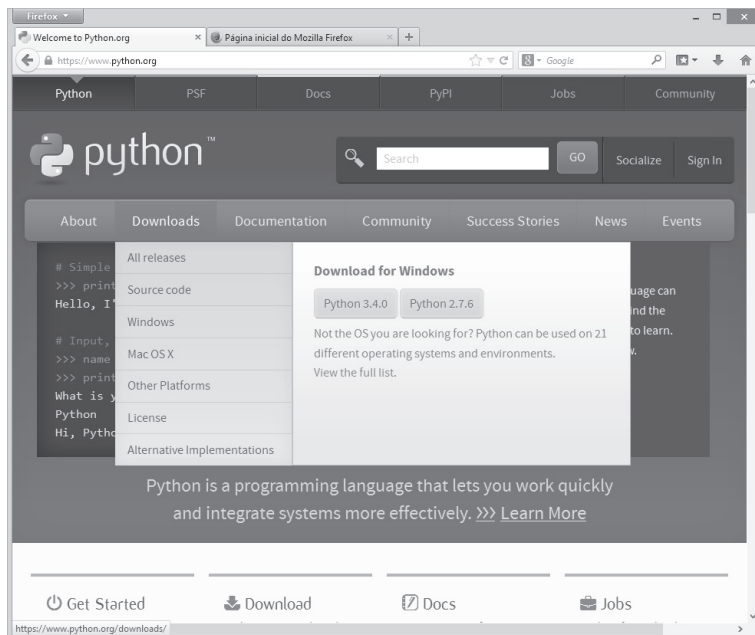 Firefox
Welcome to Python.org
Página inicial do Mozilla Firefox
https://www.python.org
Google
Python PSF Docs PyPI Jobs Community
python™
Search
GO
Socialize
Sign In
About Downloads Documentation Community Success Stories News Events
# Simple
>>> print
Hello, I'
# Input,
>>> name
>>> print
What is y
Python
Hi, Pytho
All releases
Source code
Windows
Mac OS X
Other Platforms
License
Alternative Implementations
Download for Windows
Python 3.4.0 Python 2.7.6
Not the OS you are looking for? Python can be used on 21
different operating systems and environments.
View the full list.
uage can
ind the
to learn.
w.
Python is a programming language that lets you work quickly
and integrate systems more effectively. >>> Learn More
Get Started Download Docs Jobs
https://www.python.org/downloads/